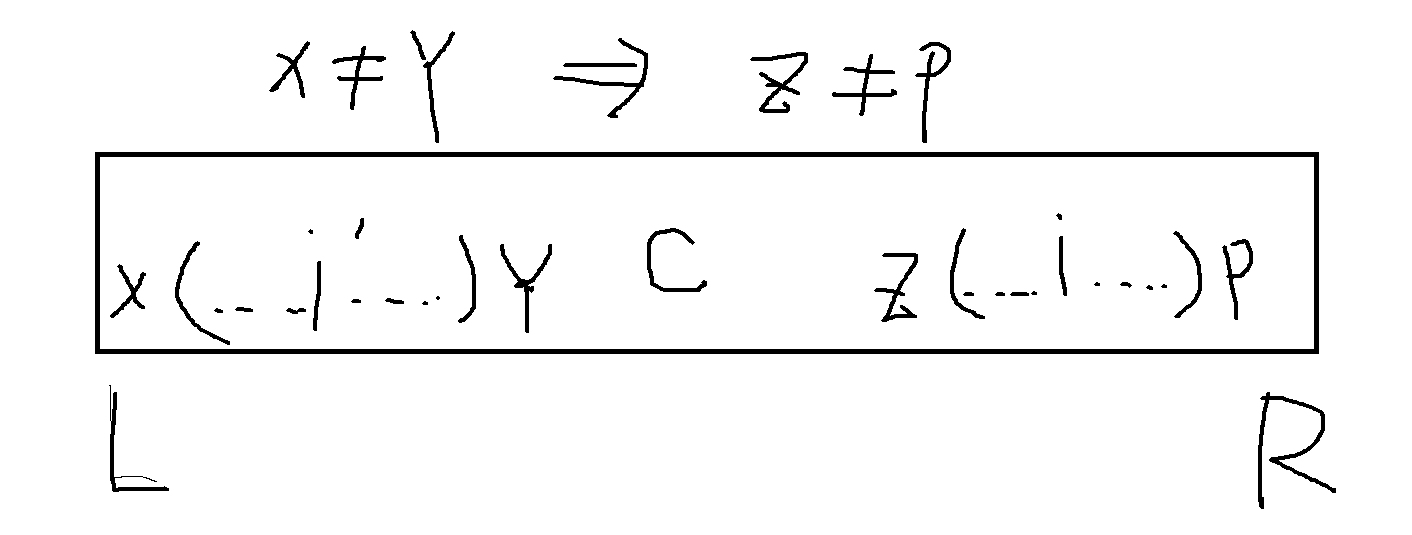 X ≠ Y ⇒ Z ≠ P
X (... i' ...) Y C Z (... i ...) P
L R